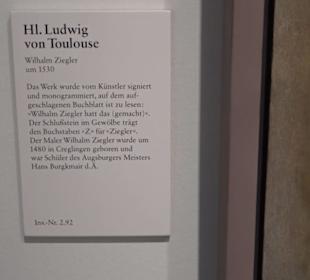 Hl. Ludwig
von Toulouse
Wilhalm Ziegler
um 1530
Das Werk wurde vom Künstler signiert
und monogrammiert, auf dem auf-
geschlagenen Buchblatt ist zu lesen:
»Wilhalm Ziegler hatt das (gemacht)«.
Der Schlußstein im Gewölbe trägt
den Buchstaben »Z« für »Ziegler«.
Der Maler Wilhalm Ziegler wurde um
1480 in Creglingen geboren und
war Schüler des Augsburgers Meisters
Hans Burgkmair d.Ä.
Inv.-Nr. 2.92